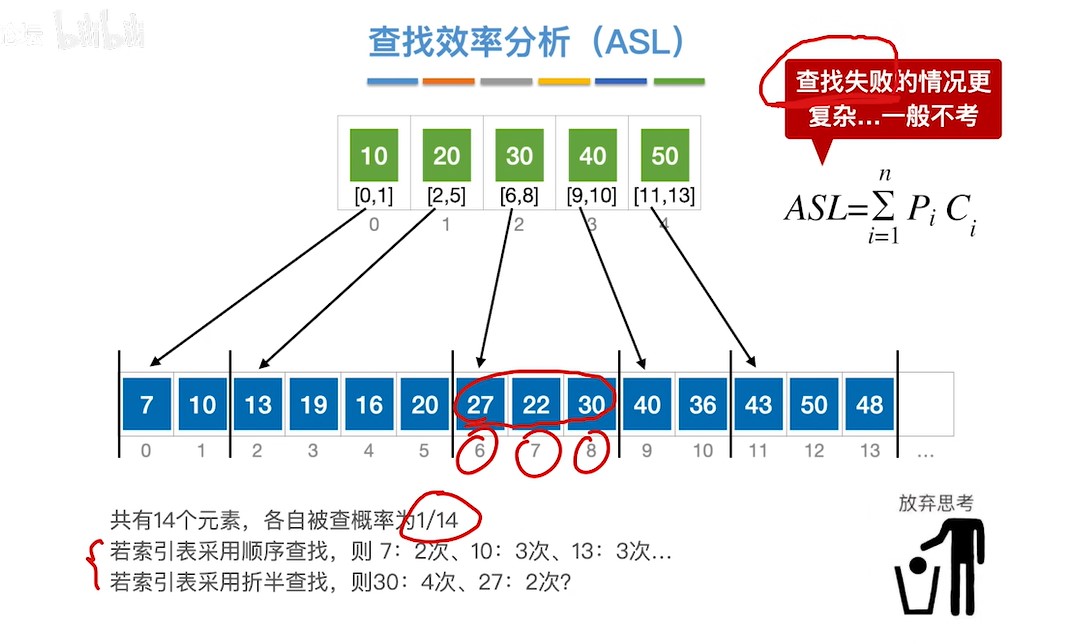 bilibili
查找效率分析（ASL）
查找失败的情况更
复杂...一般不考
10 20 30 40 50
[0,1] [2,5] [6,8] [9,10] [11,13]
0 1 2 3 4
ASL=∑ Pi Ci
n
i=1
7 10 13 19 16 20 27 22 30 40 36 43 50 48
0 1 2 3 4 5 6 7 8 9 10 11 12 13 ...
共有14个元素，各自被查概率为1/14
若索引表采用顺序查找，则 7：2次、10：3次、13：3次...
若索引表采用折半查找，则30：4次、27：2次?
放弃思考